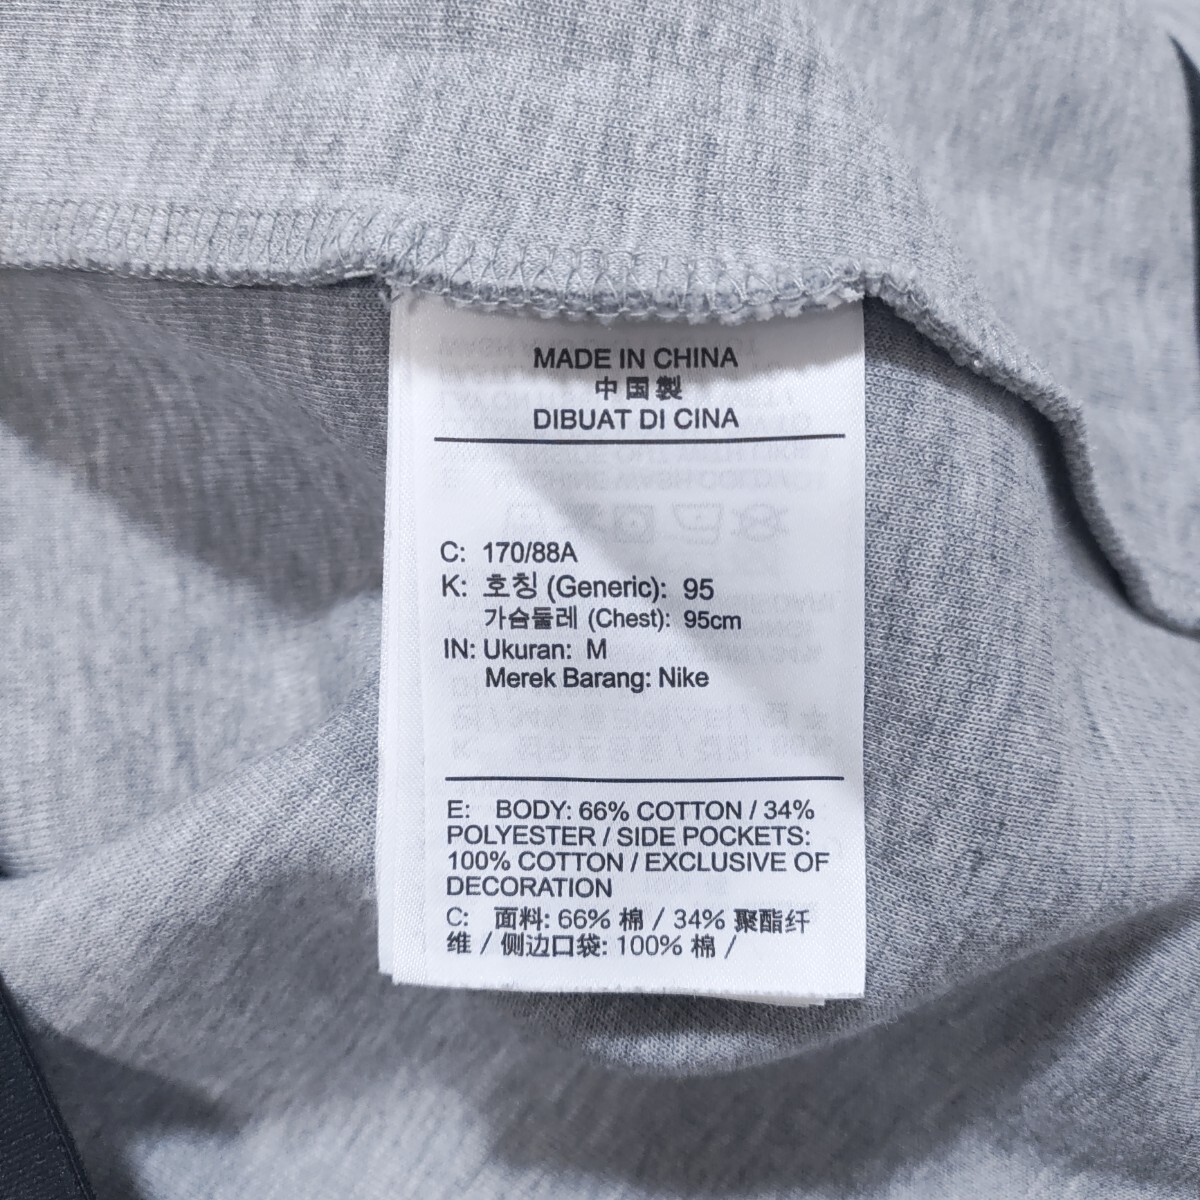 MADE IN CHINA
中国製
DIBUAT DI CINA
C: 170/88A
K: 호칭 (Generic): 95
가슴둘레 (Chest): 95cm
IN: Ukuran: M
Merek Barang: Nike
E: BODY: 66% COTTON / 34%
POLYESTER / SIDE POCKETS:
100% COTTON / EXCLUSIVE OF
DECORATION
C: 面料: 66% 棉 / 34% 聚酯纤
维 / 侧边口袋: 100% 棉 /